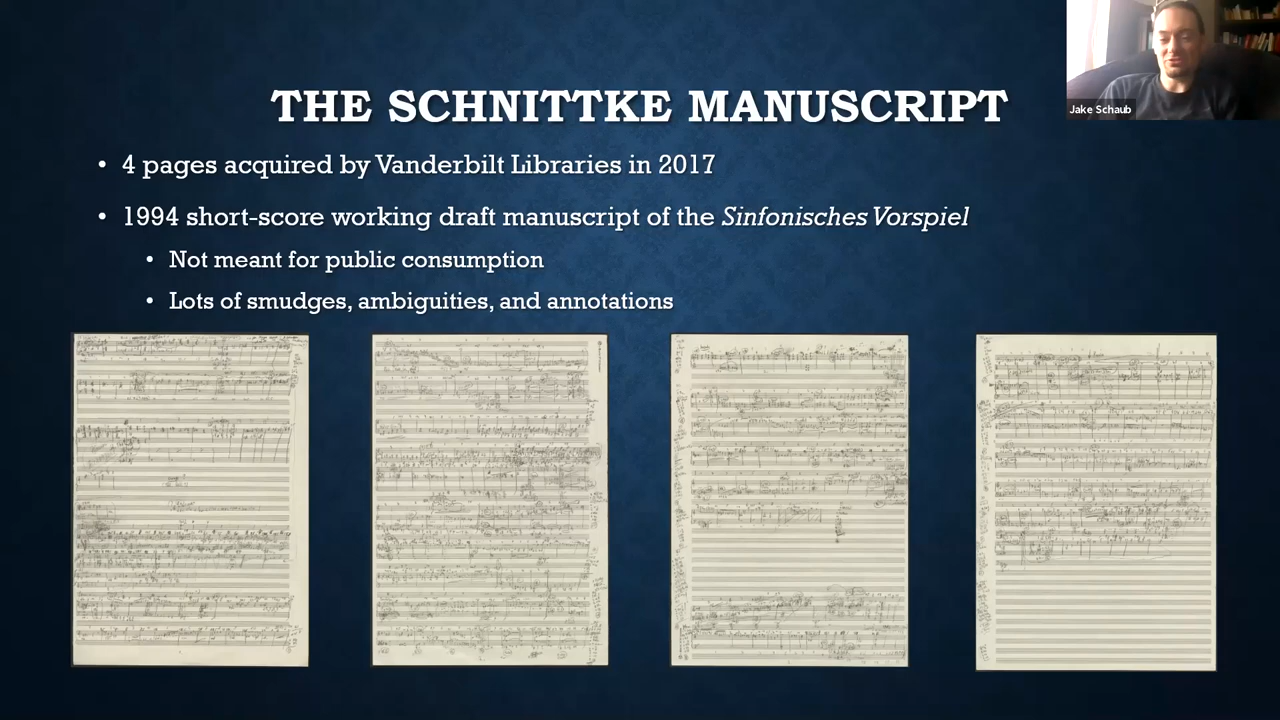 THE SCHNITTKE MANUSCRIPT
Jake Schaub
• 4 pages acquired by Vanderbilt Libraries in 2017
• 1994 short-score working draft manuscript of the Sinfonisches Vorspiel
• Not meant for public consumption
• Lots of smudges, ambiguities, and annotations